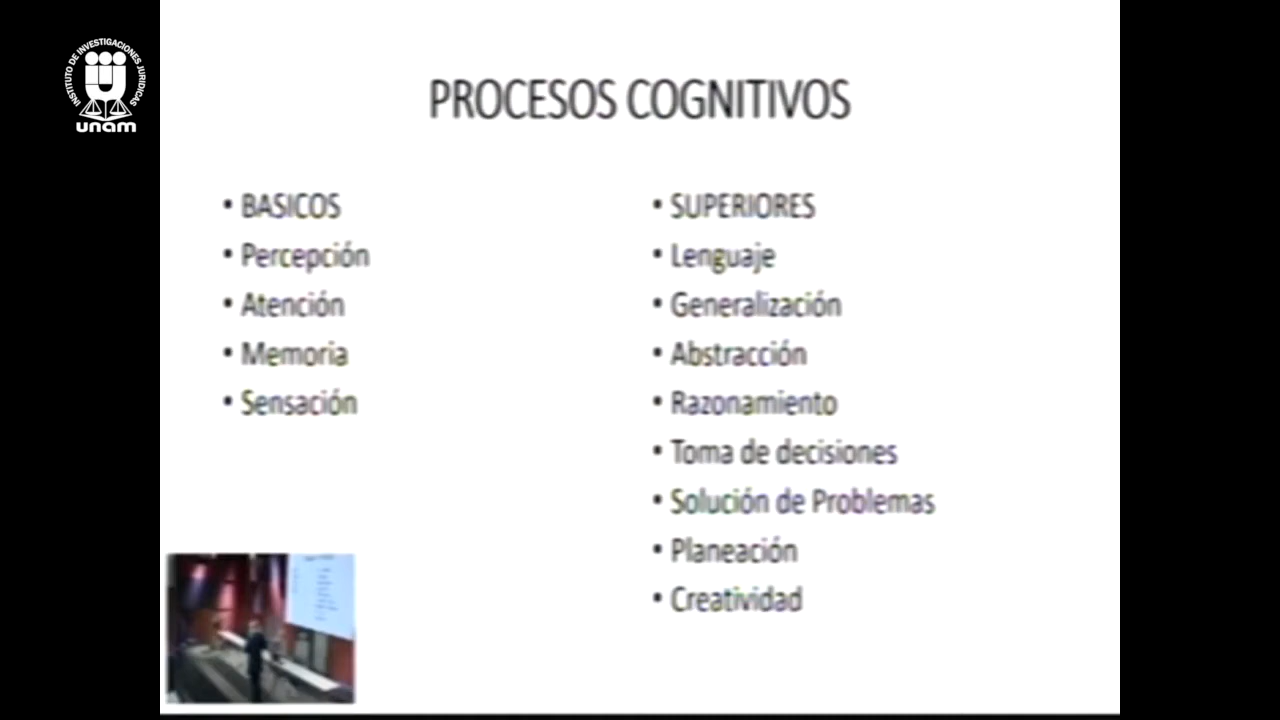 INSTITUTO DE INVESTIGACIONES JURIDICAS
unam
PROCESOS COGNITIVOS
• BASICOS
• Percepción
• Atención
• Memoria
• Sensación
• SUPERIORES
• Lenguaje
• Generalización
• Abstracción
• Razonamiento
• Toma de decisiones
• Solución de Problemas
• Planeación
• Creatividad